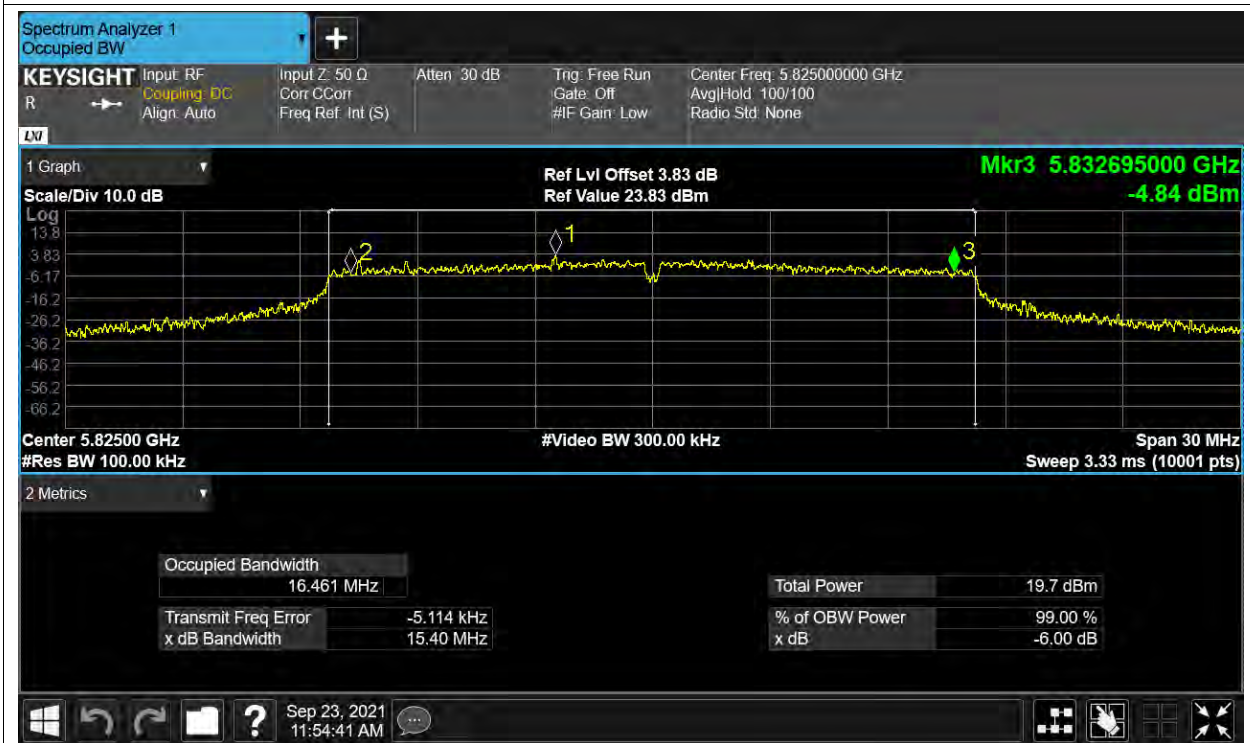 Spectrum Analyzer 1
Occupied BW
+
KEYSIGHT
R
LXI
Input: RF
Coupling: DC
Align: Auto
Input Z: 50 Ω
Corr CCorr
Freq Ref: Int (S)
Atten: 30 dB
Trig: Free Run
Gate: Off
#IF Gain: Low
Center Freq: 5.825000000 GHz
Avg|Hold: 100/100
Radio Std: None
1 Graph
Scale/Div 10.0 dB
Ref Lvl Offset 3.83 dB
Ref Value 23.83 dBm
Mkr3 5.832695000 GHz
-4.84 dBm
Log
13.8
3.83
-6.17
-16.2
-26.2
-36.2
-46.2
-56.2
-66.2
2
1
3
Center 5.82500 GHz
#Res BW 100.00 kHz
#Video BW 300.00 kHz
Span 30 MHz
Sweep 3.33 ms (10001 pts)
2 Metrics
Occupied Bandwidth
16.461 MHz
Transmit Freq Error -5.114 kHz
x dB Bandwidth 15.40 MHz
Total Power 19.7 dBm
% of OBW Power 99.00 %
x dB -6.00 dB
?
Sep 23, 2021
11:54:41 AM